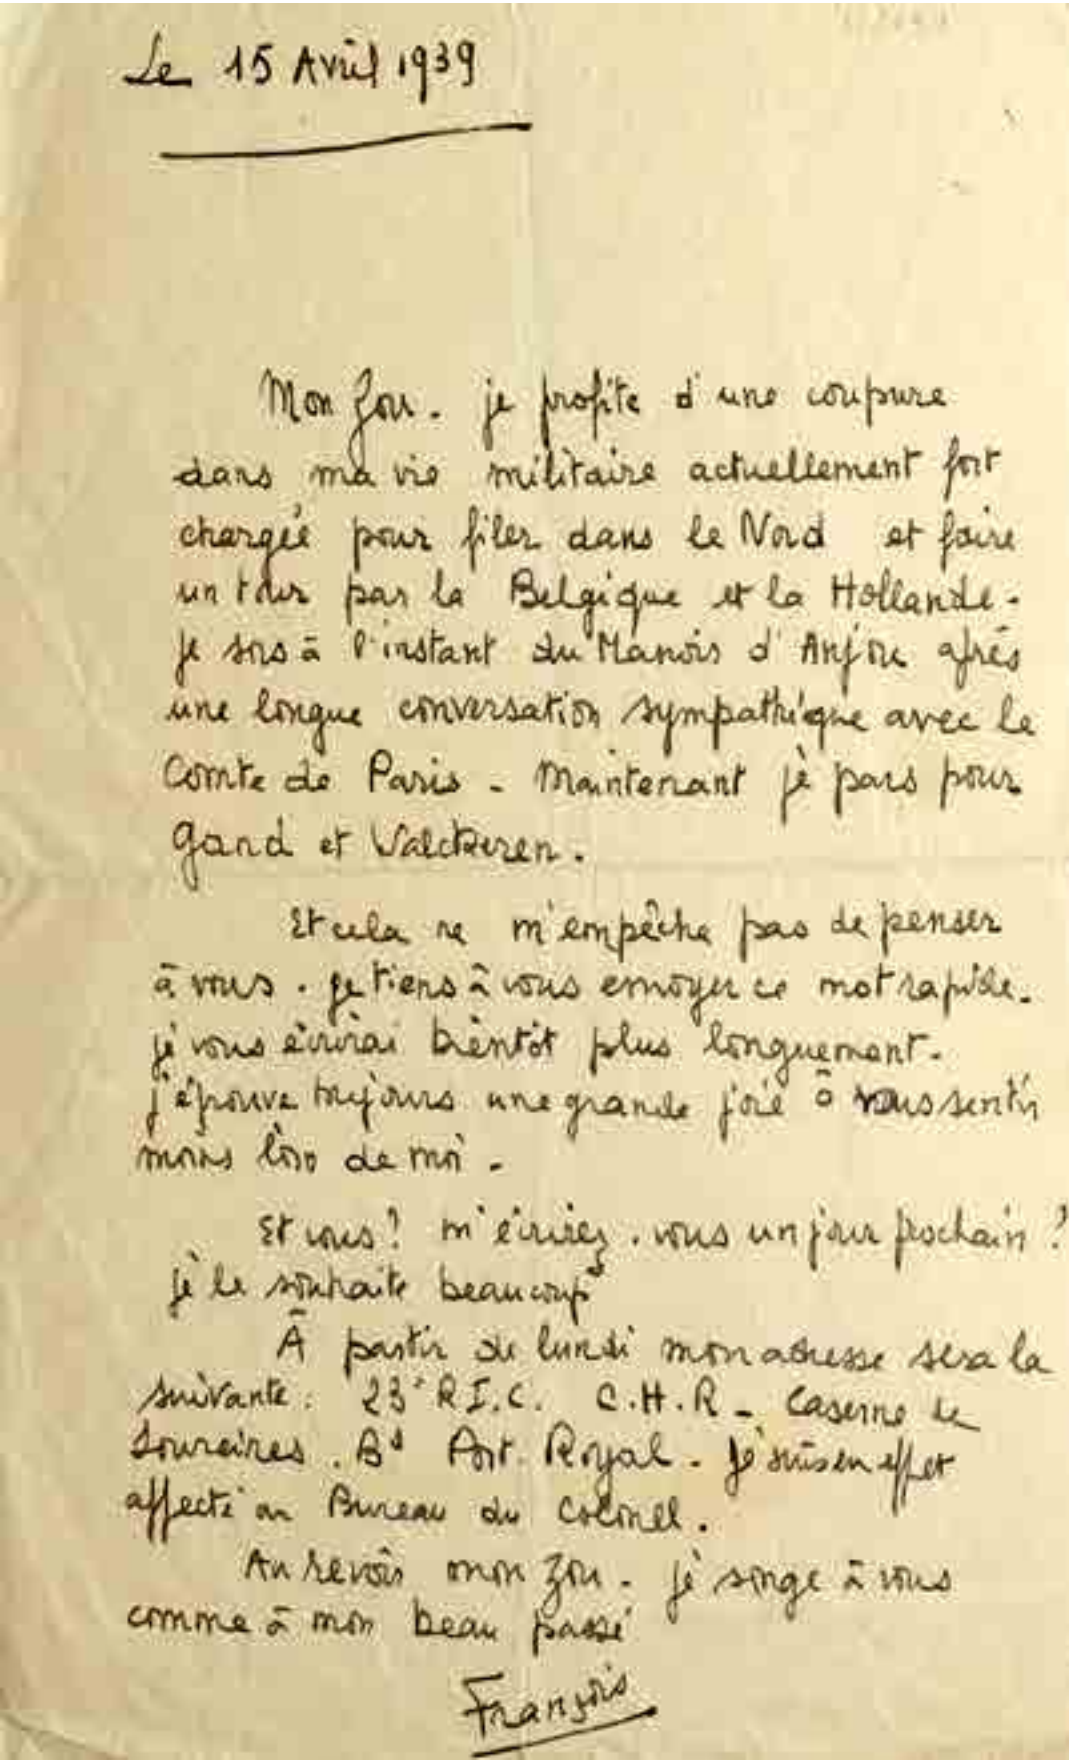 Le 15 Avril 1939
Mon Zou. je profite d'une coupure
dans ma vie militaire actuellement fort
chargée pour filer dans le Nord et faire
un tour par la Belgique et la Hollande.
je sors à l'instant du Manoir d'Anjou après
une longue conversation sympathique avec le
Comte de Paris - Maintenant je pars pour
Gand et Valckeren.
Et cela ne m'empêche pas de penser
à vous. je tiens à vous envoyer ce mot rapide.
je vous écrirai bientôt plus longuement.
j'éprouve toujours une grande joie à vous sentir
moins loin de moi.
Et vous? m'écrirez-vous un jour prochain?
je le souhaite beaucoup
À partir de lundi mon adresse sera la
suivante: 23e R.I.C. C.H.R - Caserne de
Lourcines. Bd Port-Royal. je suis en effet
affecté au Bureau du Colonel.
Au revoir mon Zou. je songe à vous
comme à mon beau passé
François